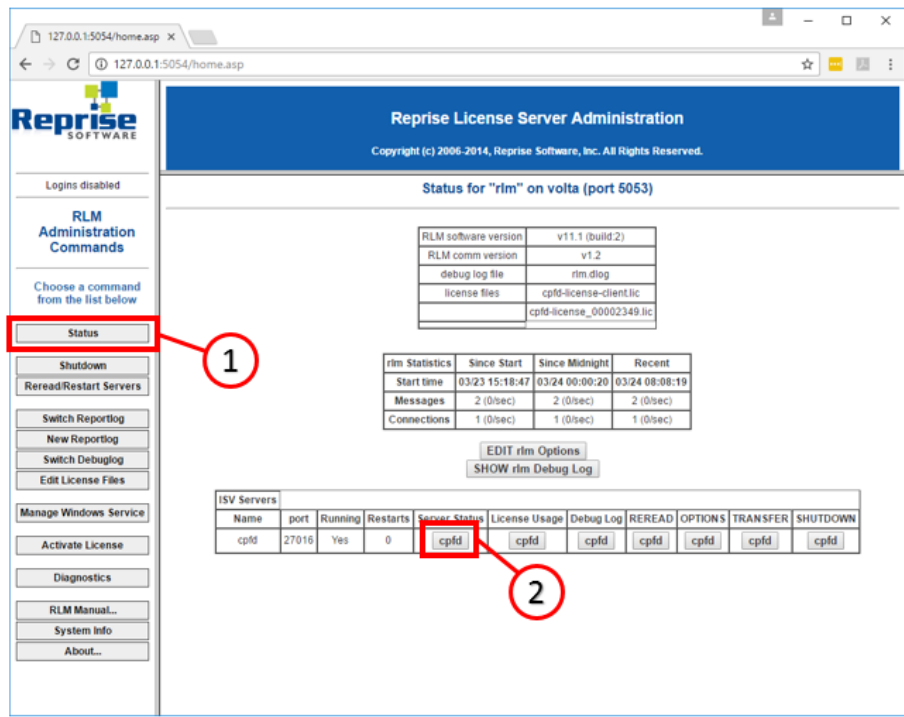 127.0.0.1:5054/home.asp
127.0.0.1:5054/home.asp
Reprise
SOFTWARE
Reprise License Server Administration
Copyright (c) 2006-2014, Reprise Software, Inc. All Rights Reserved.
Logins disabled
RLM
Administration
Commands
Choose a command
from the list below
Status
Shutdown
Reread/Restart Servers
Switch Reportlog
New Reportlog
Switch Debuglog
Edit License Files
Manage Windows Service
Activate License
Diagnostics
RLM Manual...
System Info
About...
1
Status for "rlm" on volta (port 5053)
RLM software version v11.1 (build:2)
RLM comm version v1.2
debug log file rlm.dlog
license files cpfd-license-client.lic
cpfd-license_00002349.lic
rlm Statistics Since Start Since Midnight Recent
Start time 03/23 15:18:47 03/24 00:00:20 03/24 08:08:19
Messages 2 (0/sec) 2 (0/sec) 2 (0/sec)
Connections 1 (0/sec) 1 (0/sec) 1 (0/sec)
EDIT rlm Options
SHOW rlm Debug Log
ISV Servers
Name port Running Restarts Server Status License Usage Debug Log REREAD OPTIONS TRANSFER SHUTDOWN
cpfd 27016 Yes 0 cpfd cpfd cpfd cpfd cpfd cpfd cpfd
2